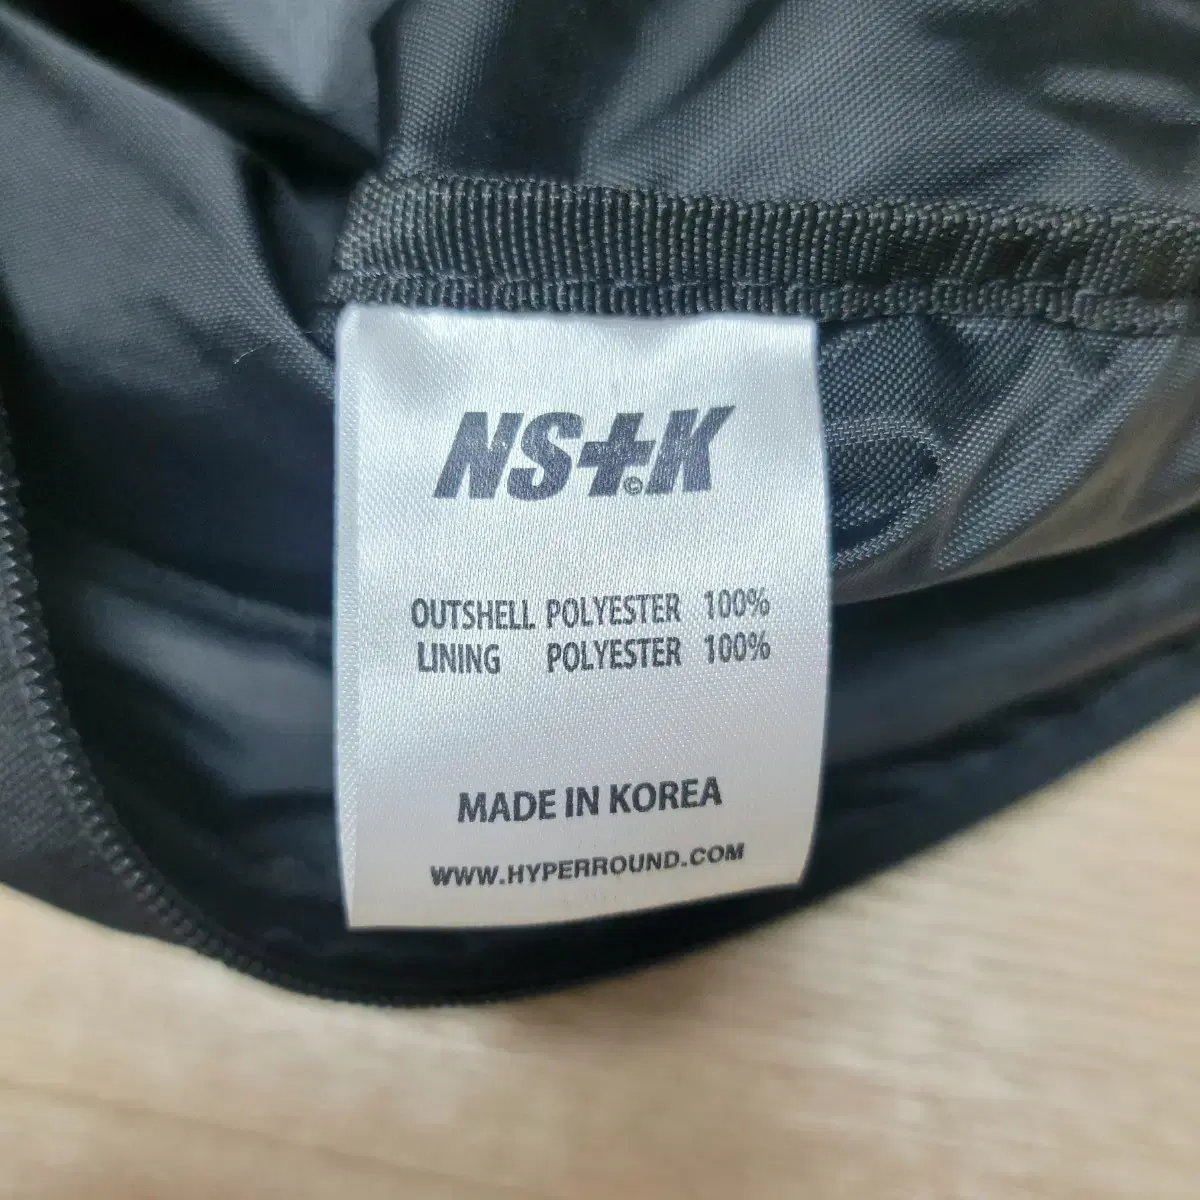 NS+K
©
OUTSHELL POLYESTER 100%
LINING POLYESTER 100%
MADE IN KOREA
WWW.HYPERROUND.COM